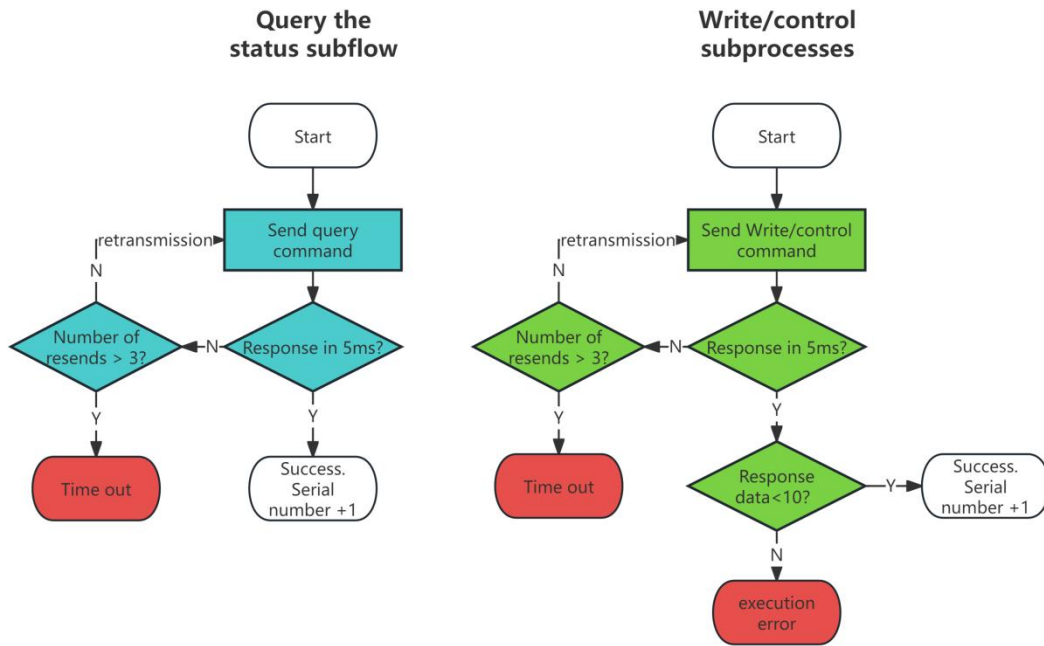 Query the
status subflow
Start
Send query
command
retransmission
N
Number of
resends > 3?
N
Response in 5ms?
Y
Y
Time out
Success.
Serial
number +1
Write/control
subprocesses
Start
Send Write/control
command
retransmission
N
Number of
resends > 3?
N
Response in 5ms?
Y
Y
Time out
Response
data<10?
Y
Success.
Serial
number +1
N
execution
error